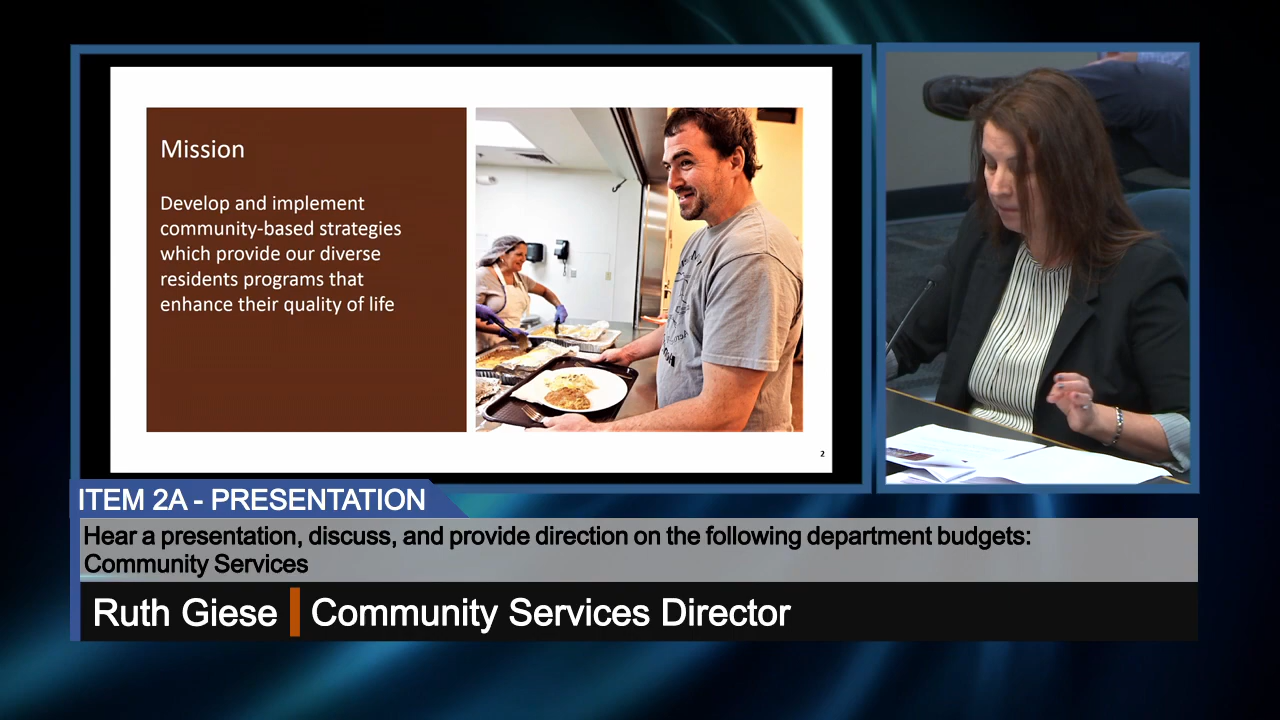 Mission
Develop and implement
community-based strategies
which provide our diverse
residents programs that
enhance their quality of life
2
ITEM 2A - PRESENTATION
Hear a presentation, discuss, and provide direction on the following department budgets:
Community Services
Ruth Giese
Community Services Director